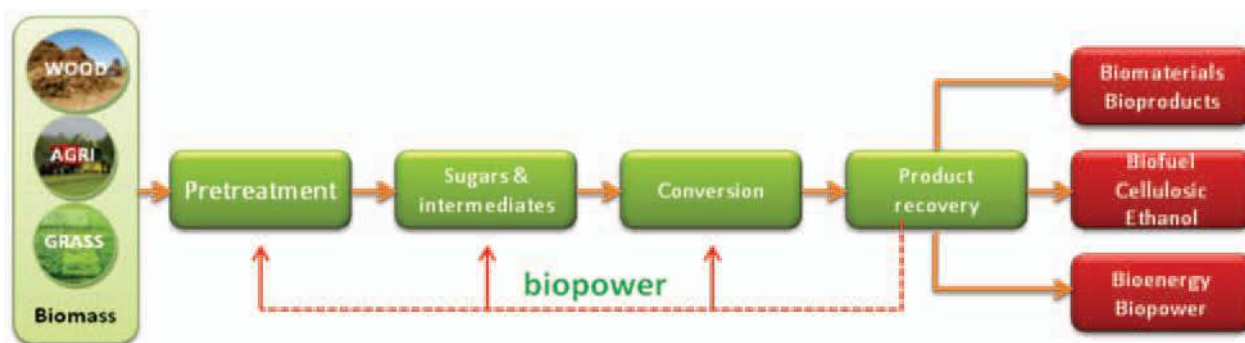 WOOD
AGRI
GRASS
Biomass
Pretreatment
Sugars &
intermediates
Conversion
Product
recovery
biopower
Biomaterials
Bioproducts
Biofuel
Cellulosic
Ethanol
Bioenergy
Biopower